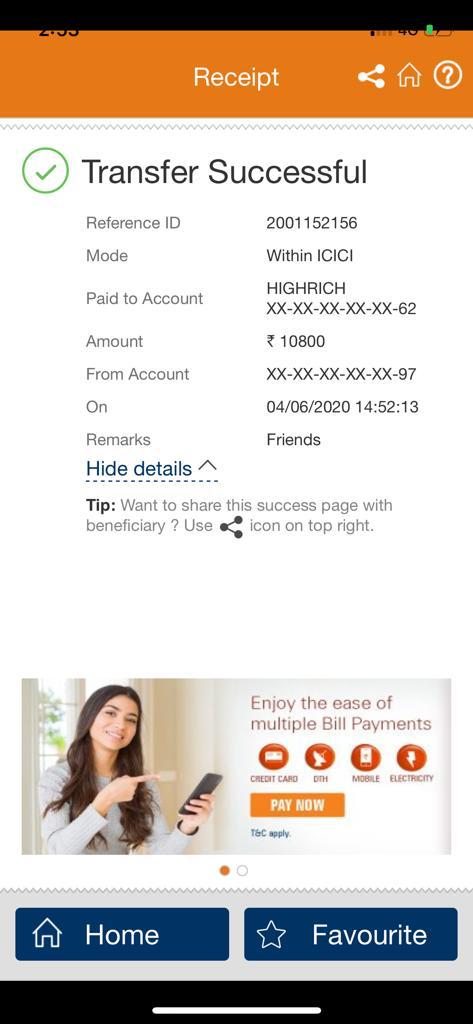 2:53
4G
Receipt
Transfer Successful
Reference ID 2001152156
Mode Within ICICI
Paid to Account HIGHRICH
XX-XX-XX-XX-XX-62
Amount ₹ 10800
From Account XX-XX-XX-XX-XX-97
On 04/06/2020 14:52:13
Remarks Friends
Hide details
Tip: Want to share this success page with
beneficiary ? Use icon on top right.
Enjoy the ease of
multiple Bill Payments
CREDIT CARD DTH MOBILE ELECTRICITY
PAY NOW
T&C apply.
Home Favourite